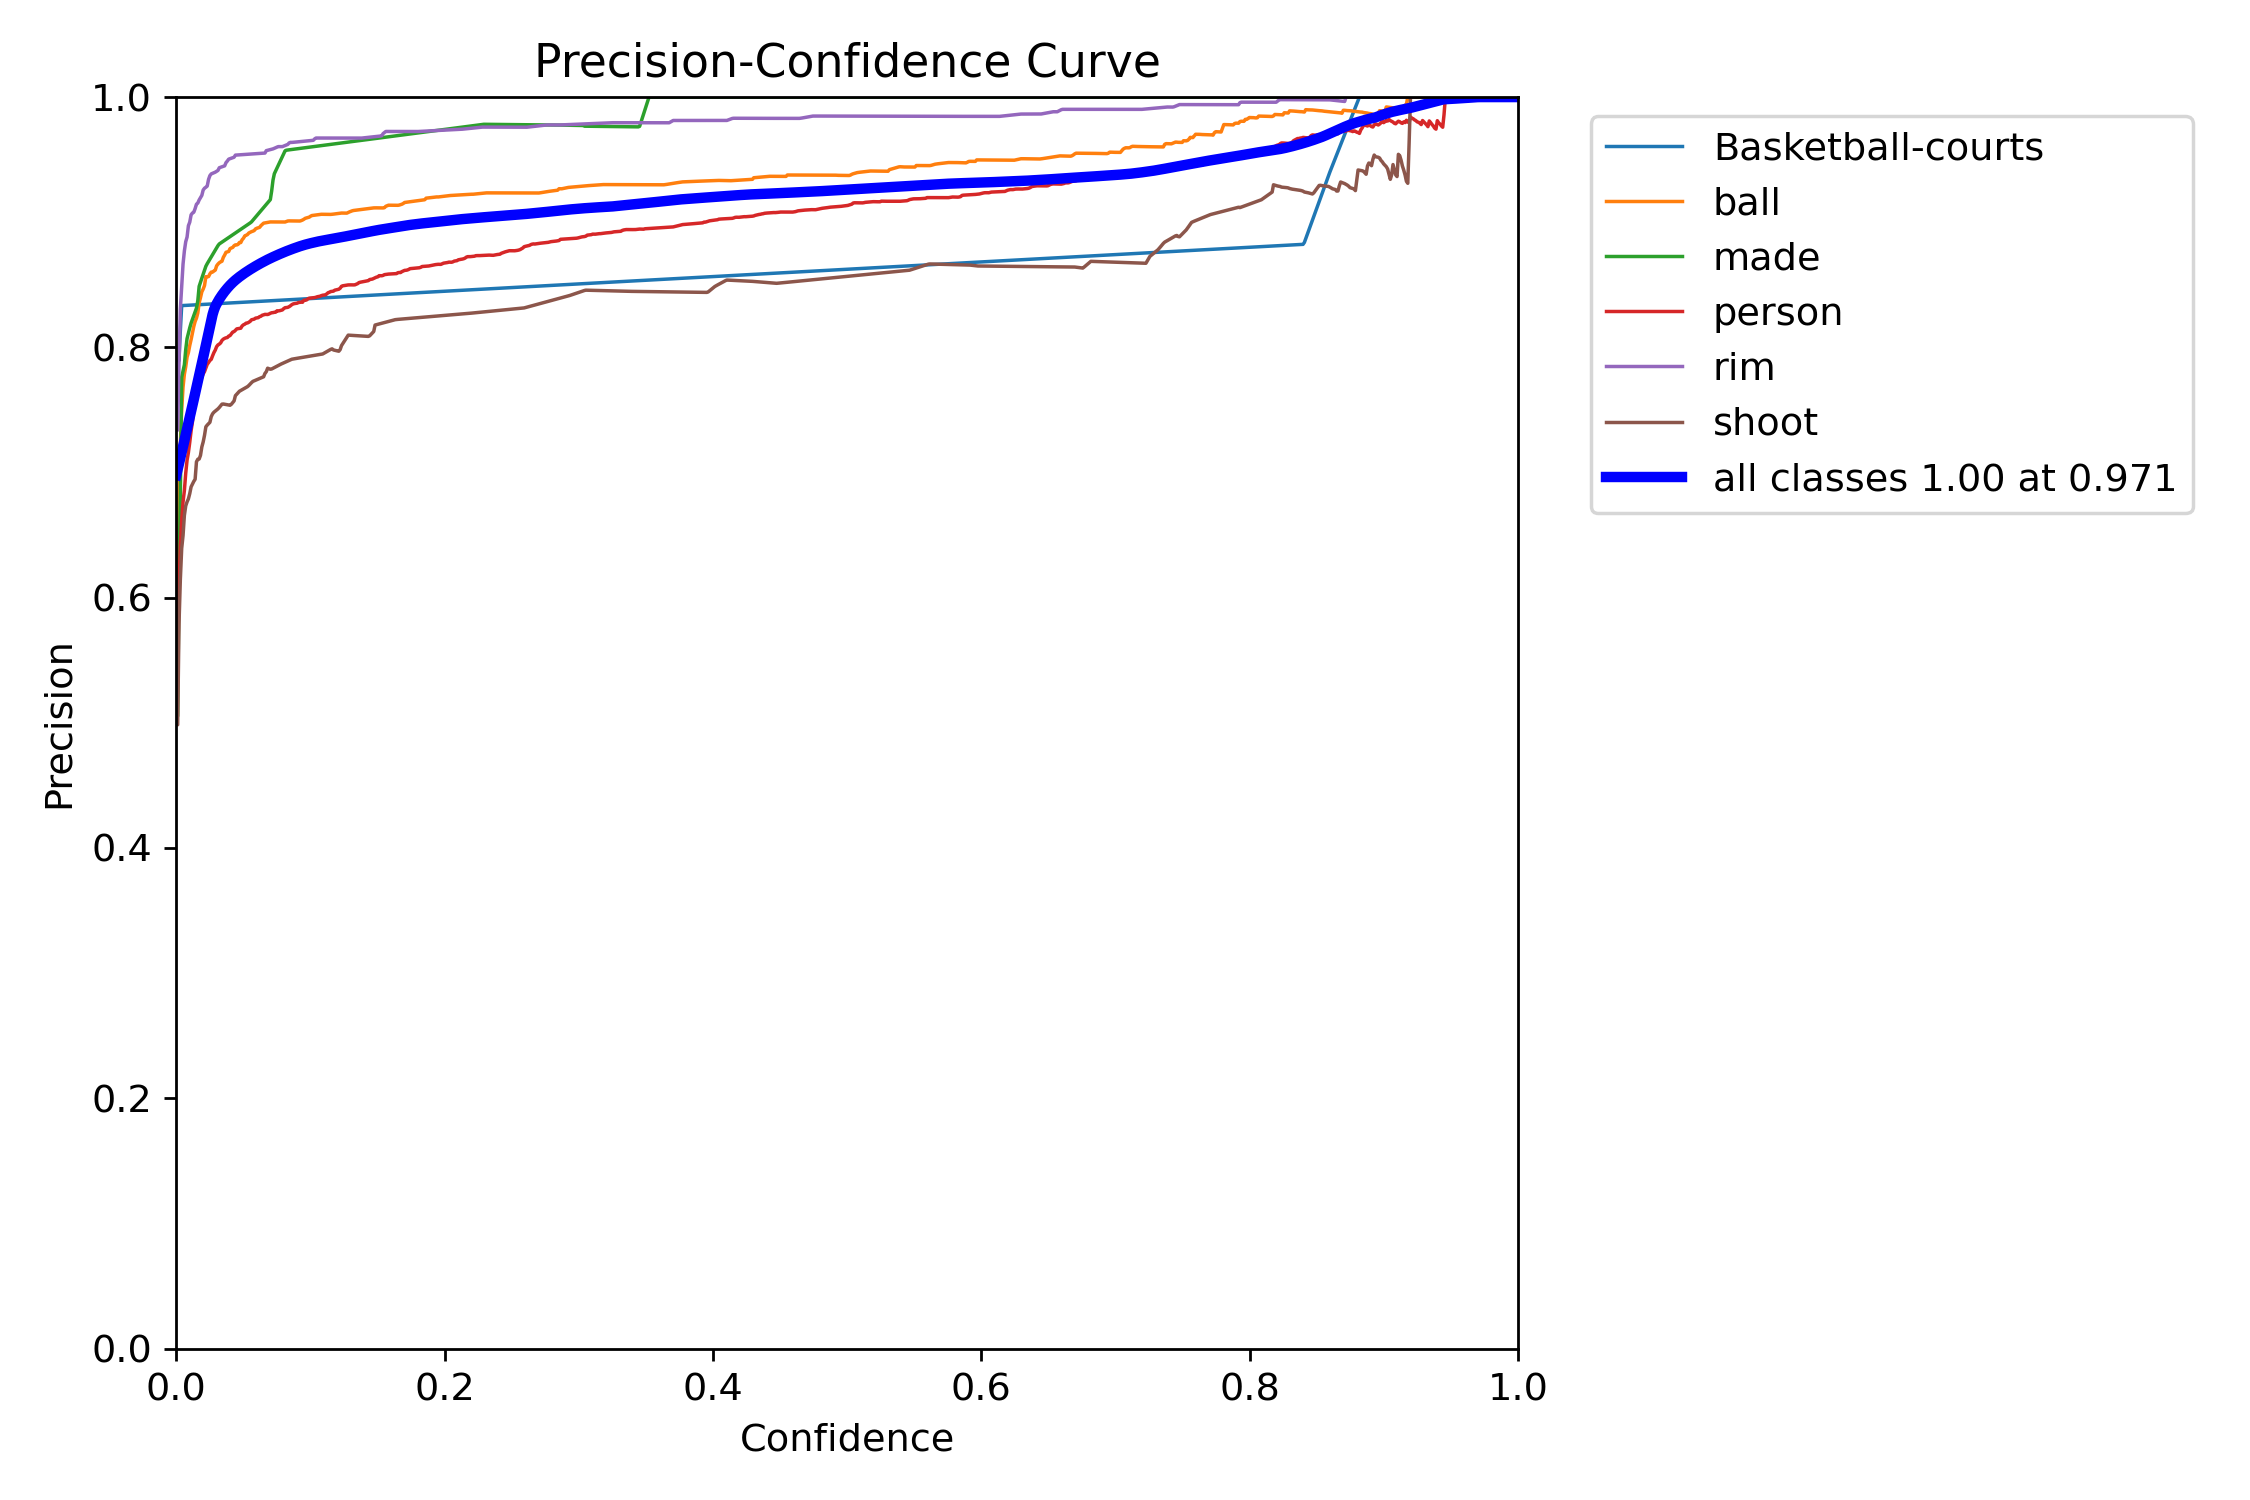 Precision-Confidence Curve
1.0
0.8
0.6
0.4
0.2
0.0
Precision
0.0 0.2 0.4 0.6 0.8 1.0
Confidence
Basketball-courts
ball
made
person
rim
shoot
all classes 1.00 at 0.971